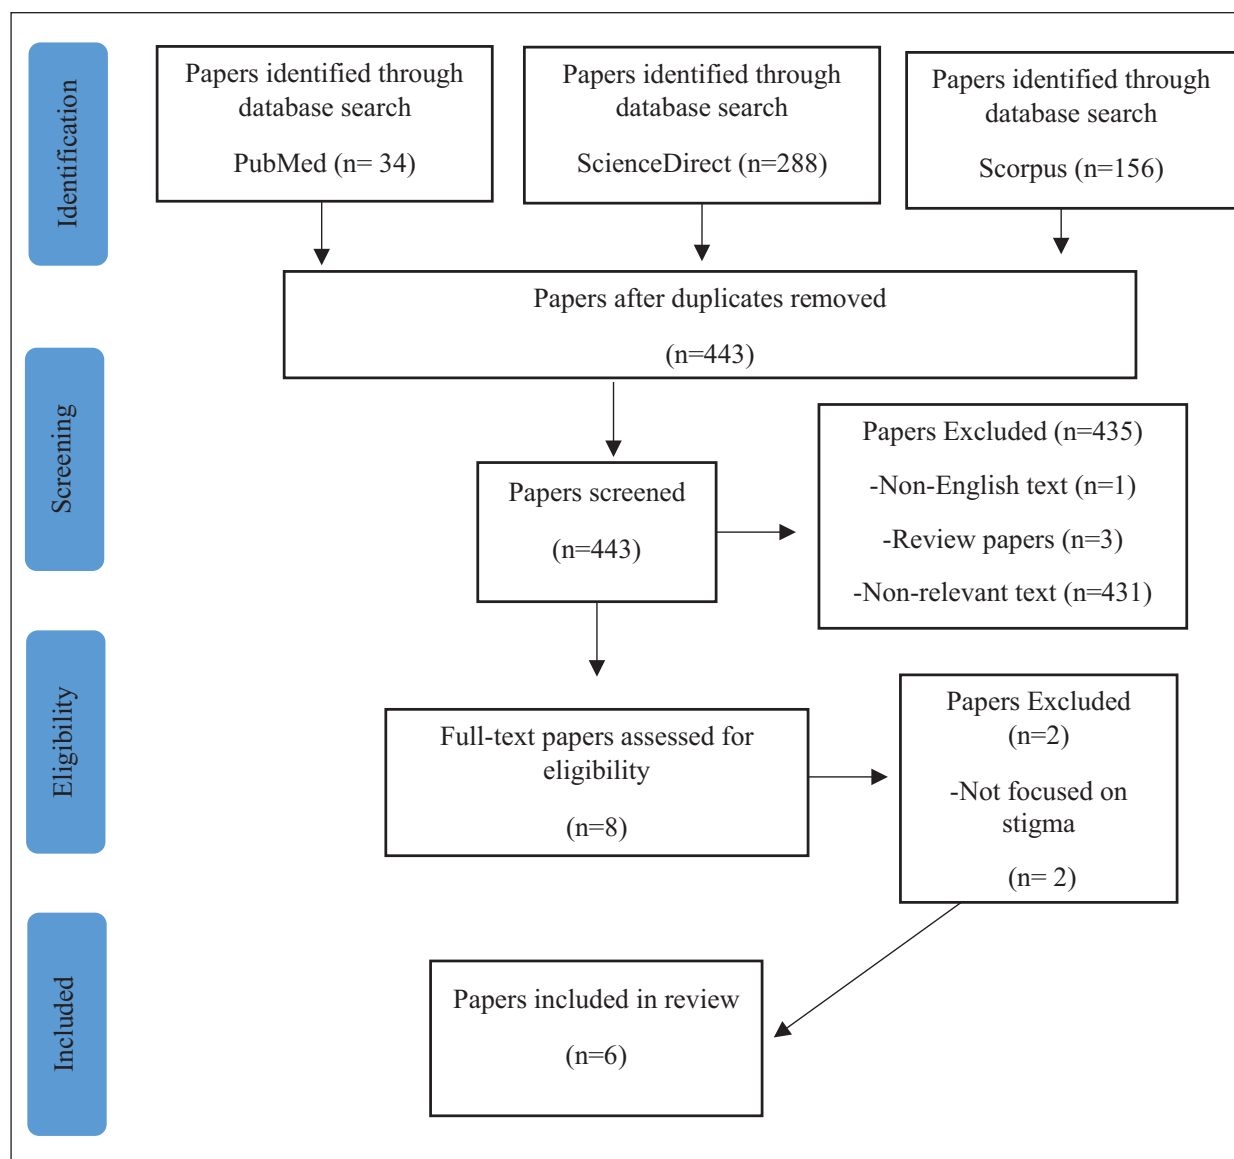 Identification
Papers identified through
database search
PubMed (n= 34)
Papers identified through
database search
ScienceDirect (n=288)
Papers identified through
database search
Scorpus (n=156)
Papers after duplicates removed
(n=443)
Screening
Papers screened
(n=443)
Papers Excluded (n=435)
-Non-English text (n=1)
-Review papers (n=3)
-Non-relevant text (n=431)
Eligibility
Full-text papers assessed for
eligibility
(n=8)
Papers Excluded
(n=2)
-Not focused on
stigma
(n= 2)
Included
Papers included in review
(n=6)